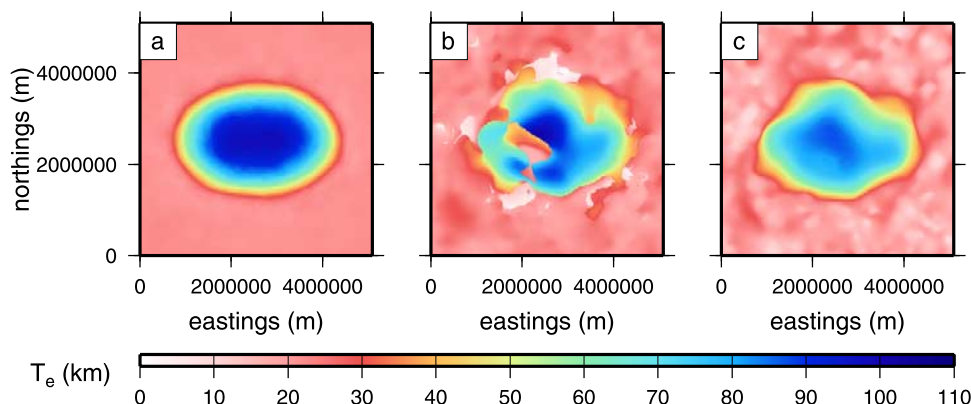 a b c
4000000
2000000
0
northings (m)
0 2000000 4000000 0 2000000 4000000 0 2000000 4000000
eastings (m) eastings (m) eastings (m)
Te (km)
0 10 20 30 40 50 60 70 80 90 100 110